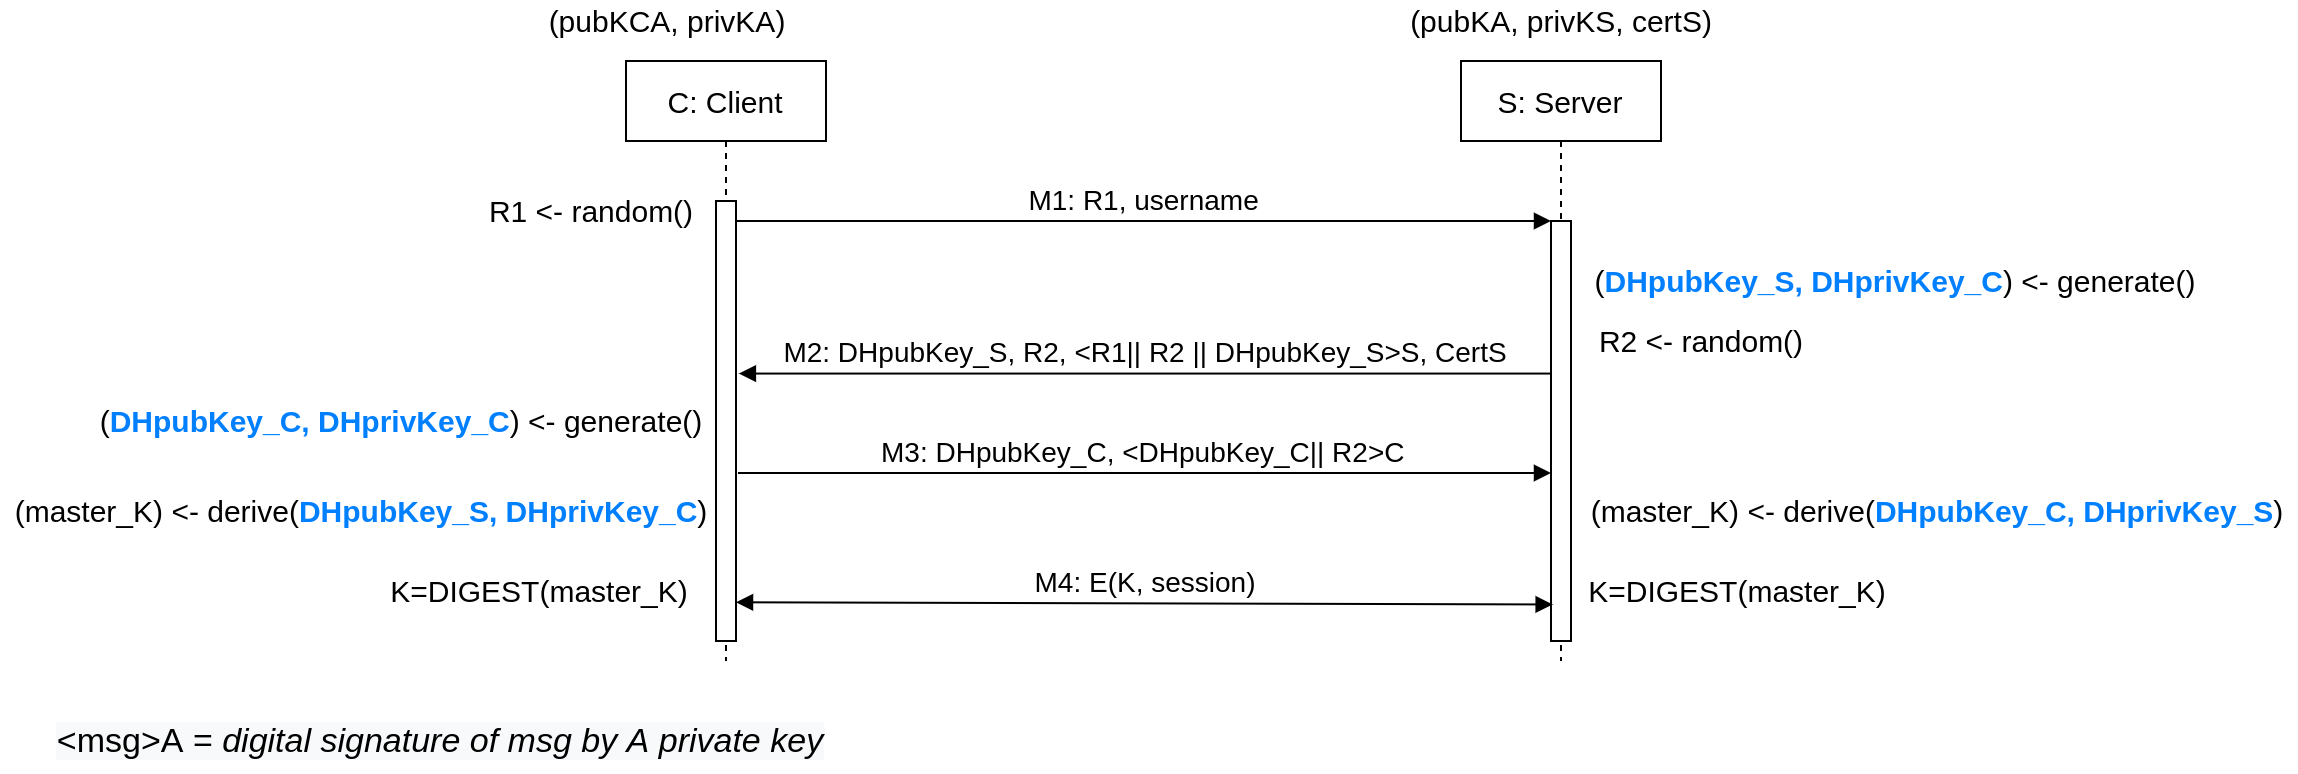 (pubKCA, privKA)
(pubKA, privKS, certS)
C: Client
S: Server
R1 <- random()
M1: R1, username
(DHpubKey_S, DHprivKey_C) <- generate()
R2 <- random()
M2: DHpubKey_S, R2, <R1|| R2 || DHpubKey_S>S, CertS
(DHpubKey_C, DHprivKey_C) <- generate()
M3: DHpubKey_C, <DHpubKey_C|| R2>C
(master_K) <- derive(DHpubKey_S, DHprivKey_C)
(master_K) <- derive(DHpubKey_C, DHprivKey_S)
K=DIGEST(master_K)
M4: E(K, session)
K=DIGEST(master_K)
<msg>A = digital signature of msg by A private key